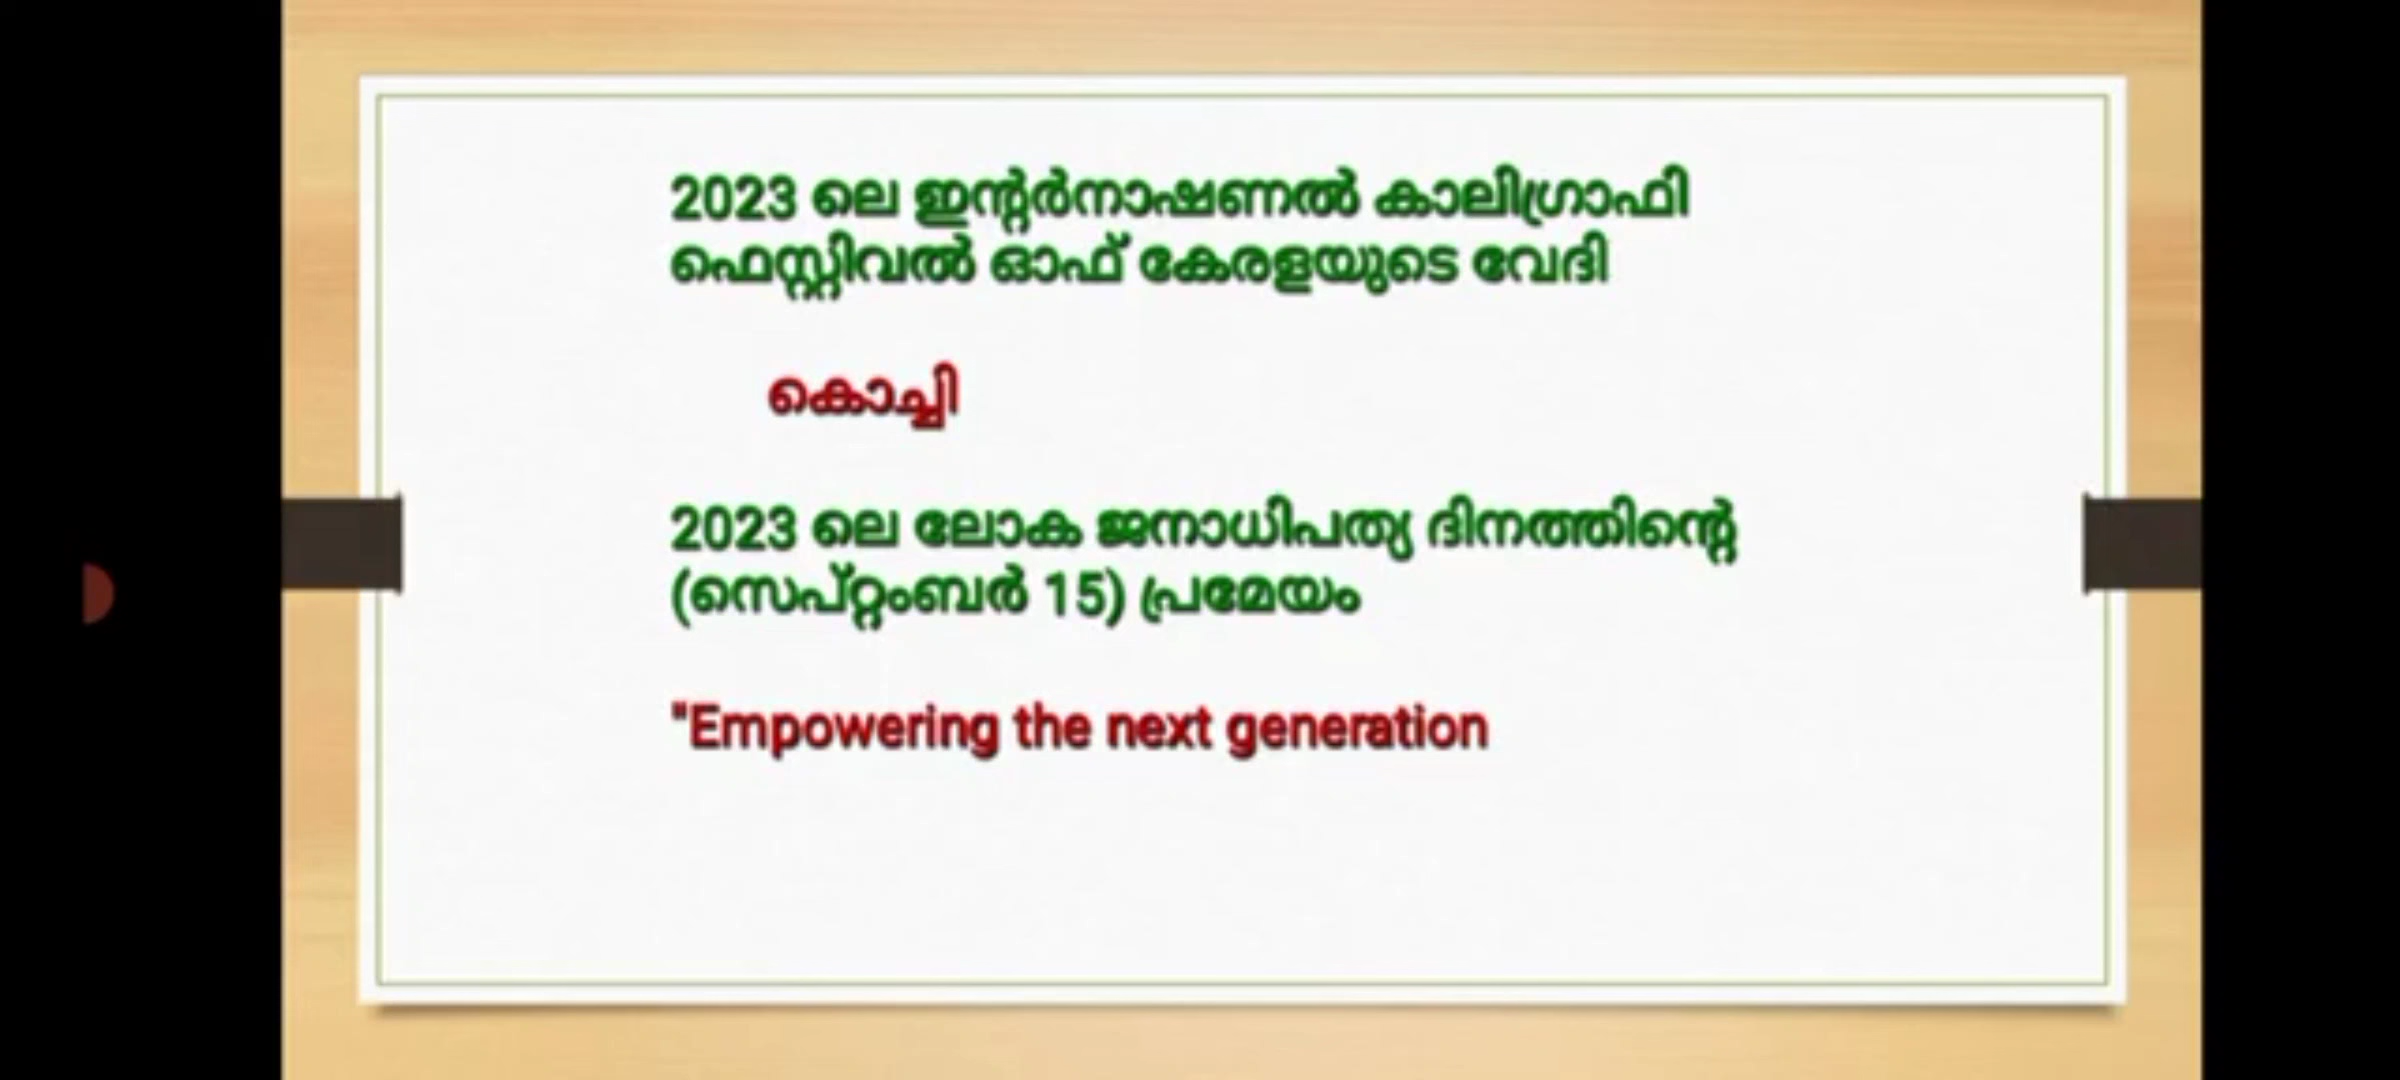 2023 ലെ ഇന്റർനാഷണൽ കാലിഗ്രാഫി
ഫെസ്റ്റിവൽ ഓഫ് കേരളയുടെ വേദി
കൊച്ചി
2023 ലെ ലോക ജനാധിപത്യ ദിനത്തിന്റെ
(സെപ്റ്റംബർ 15) പ്രമേയം
"Empowering the next generation